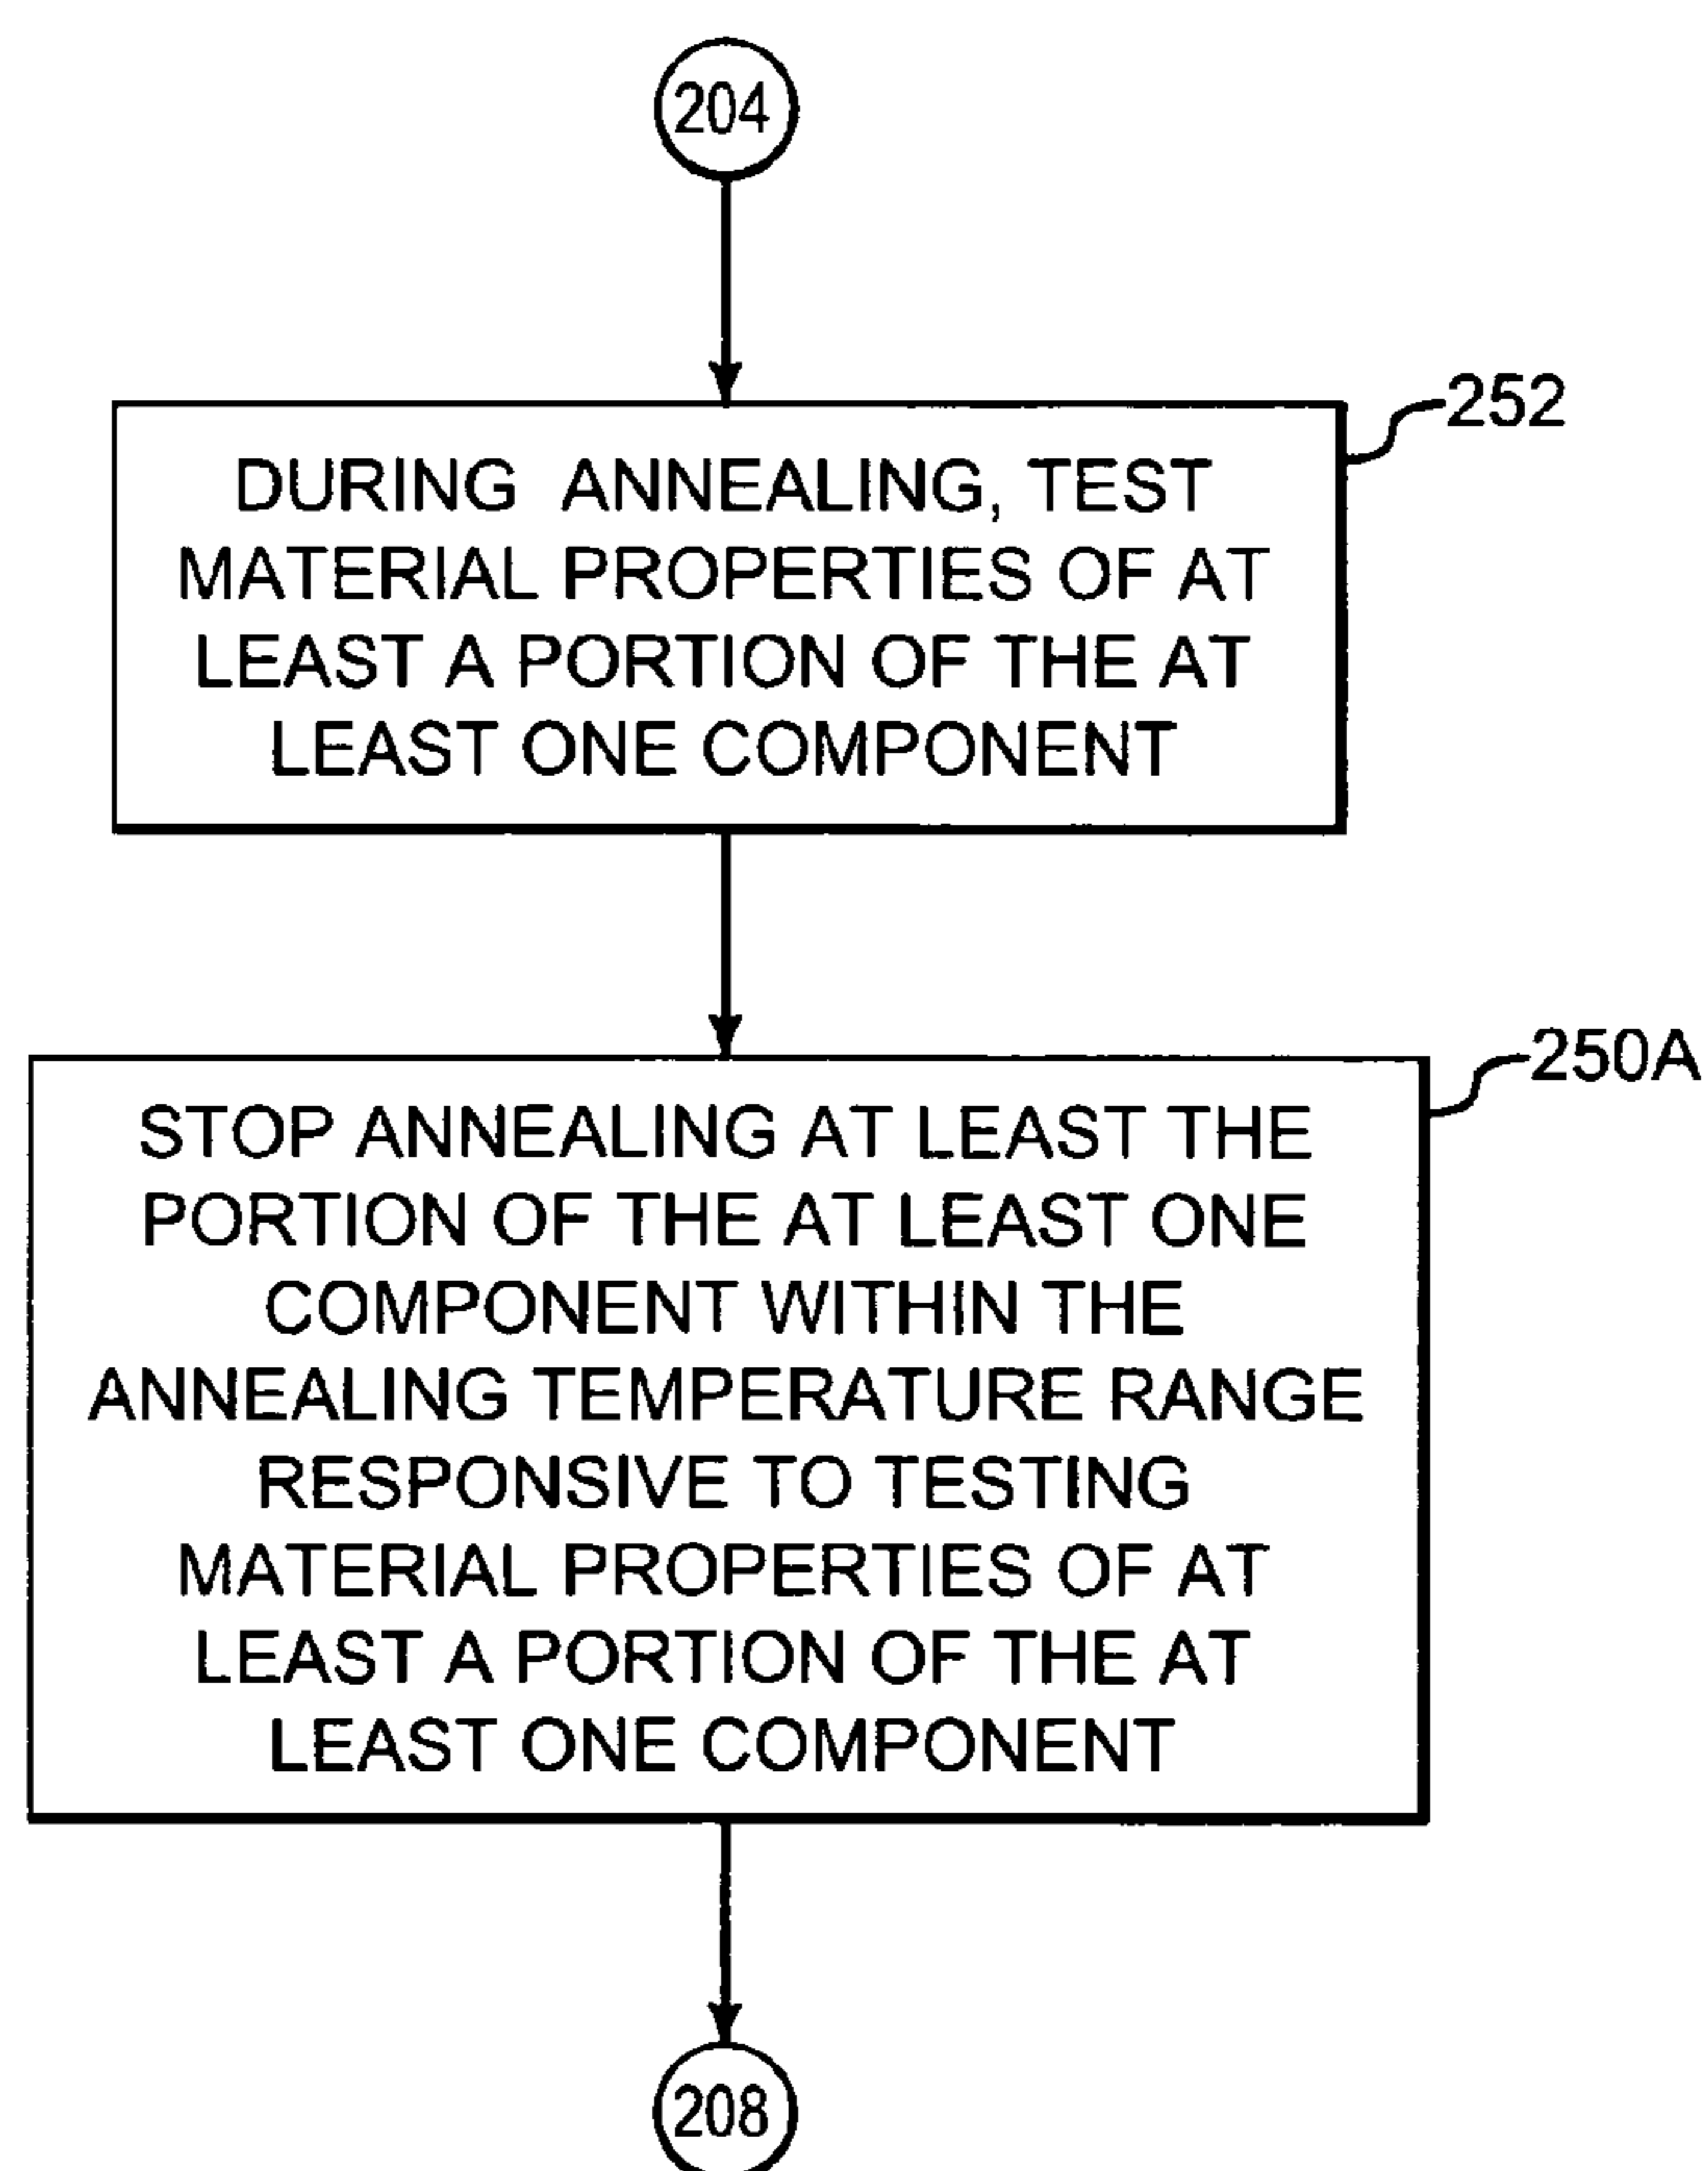 204
252
DURING ANNEALING, TEST
MATERIAL PROPERTIES OF AT
LEAST A PORTION OF THE AT
LEAST ONE COMPONENT
250A
STOP ANNEALING AT LEAST THE
PORTION OF THE AT LEAST ONE
COMPONENT WITHIN THE
ANNEALING TEMPERATURE RANGE
RESPONSIVE TO TESTING
MATERIAL PROPERTIES OF AT
LEAST A PORTION OF THE AT
LEAST ONE COMPONENT
208